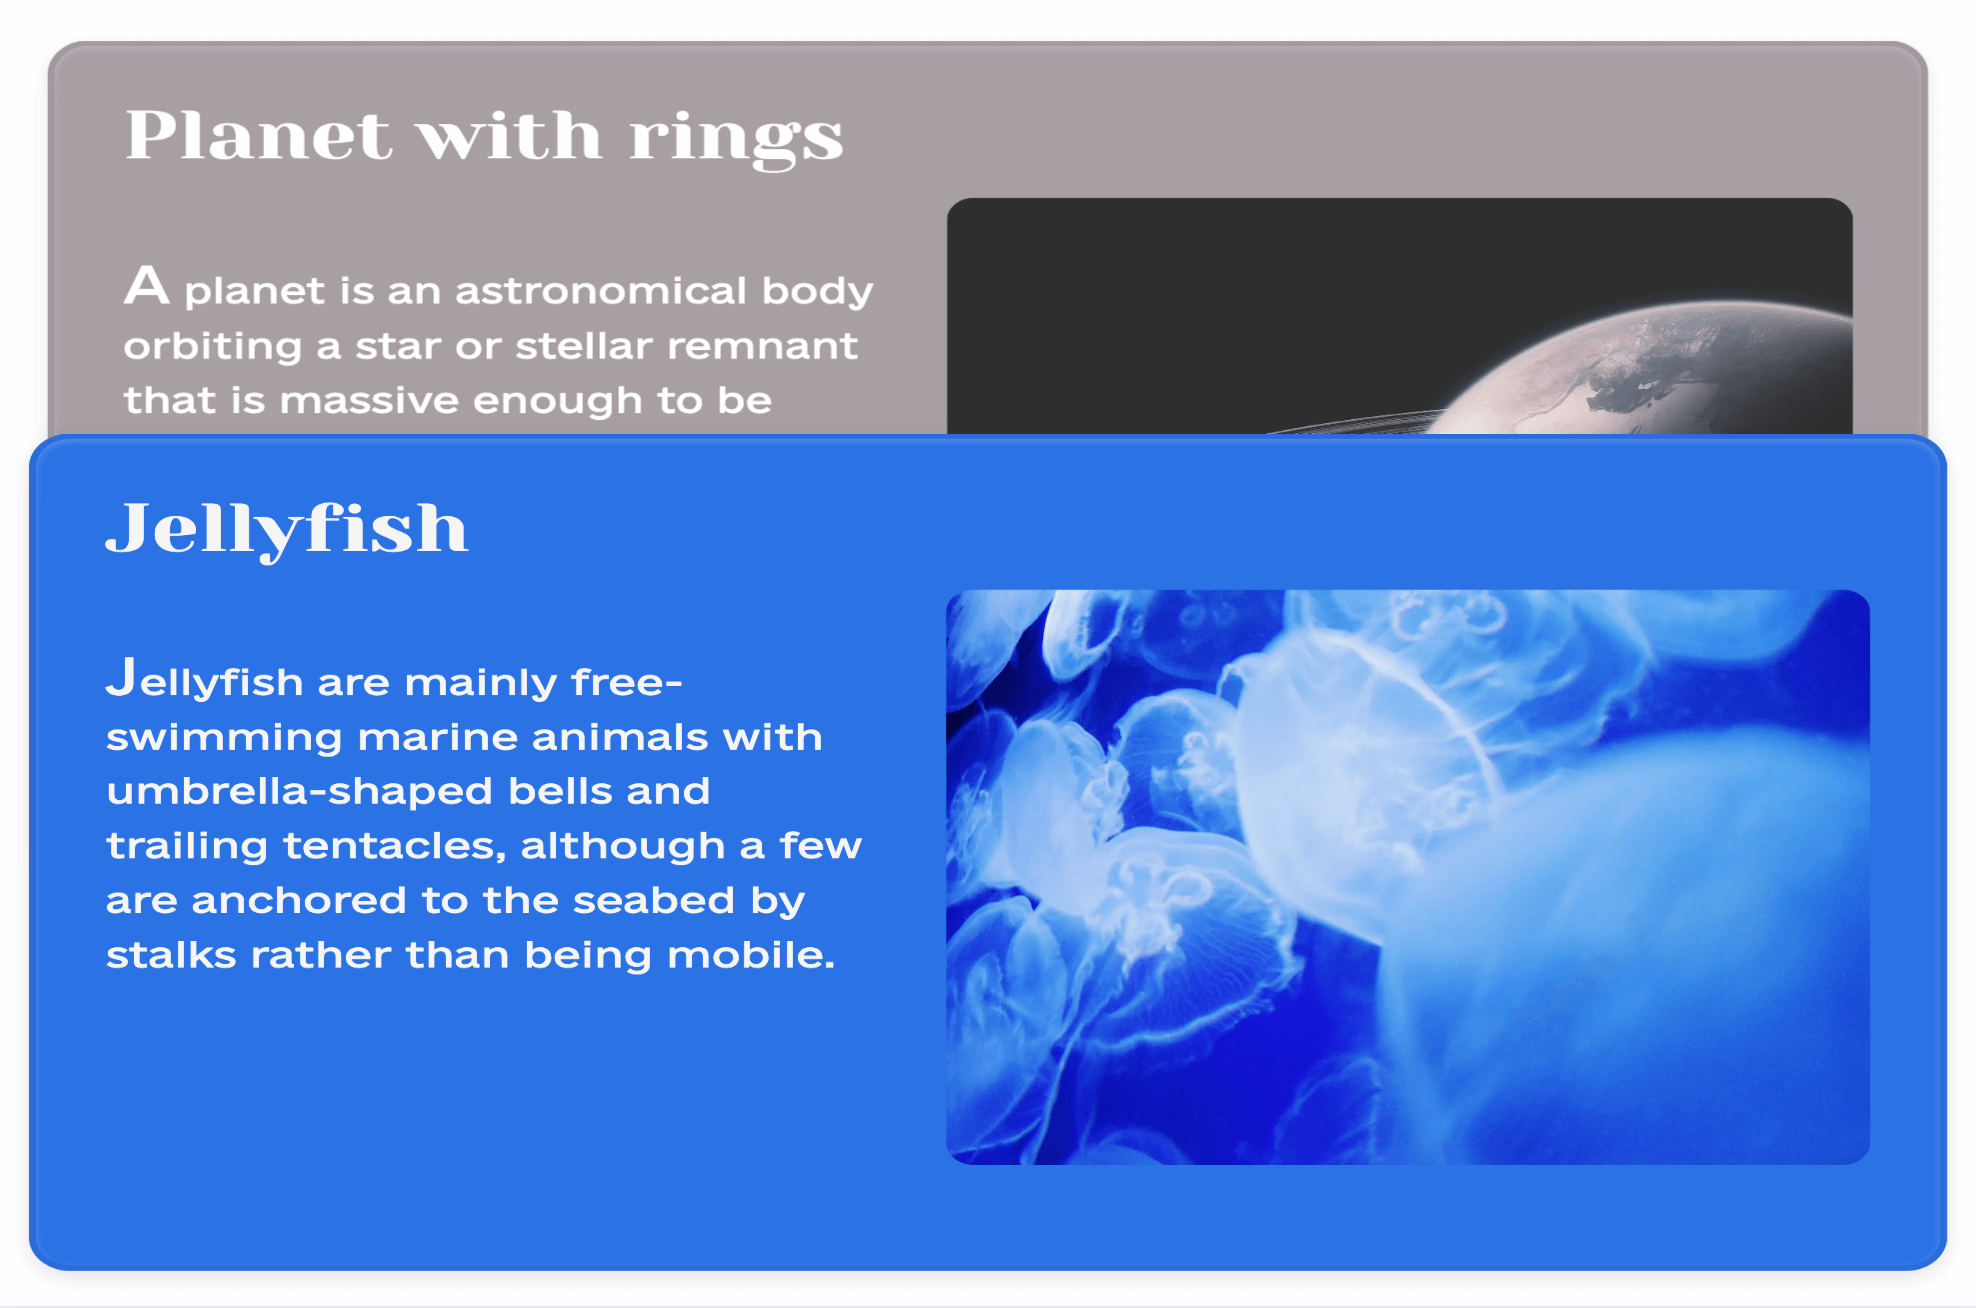 Planet with rings
A planet is an astronomical body
orbiting a star or stellar remnant
that is massive enough to be
Jellyfish
Jellyfish are mainly free-
swimming marine animals with
umbrella-shaped bells and
trailing tentacles, although a few
are anchored to the seabed by
stalks rather than being mobile.